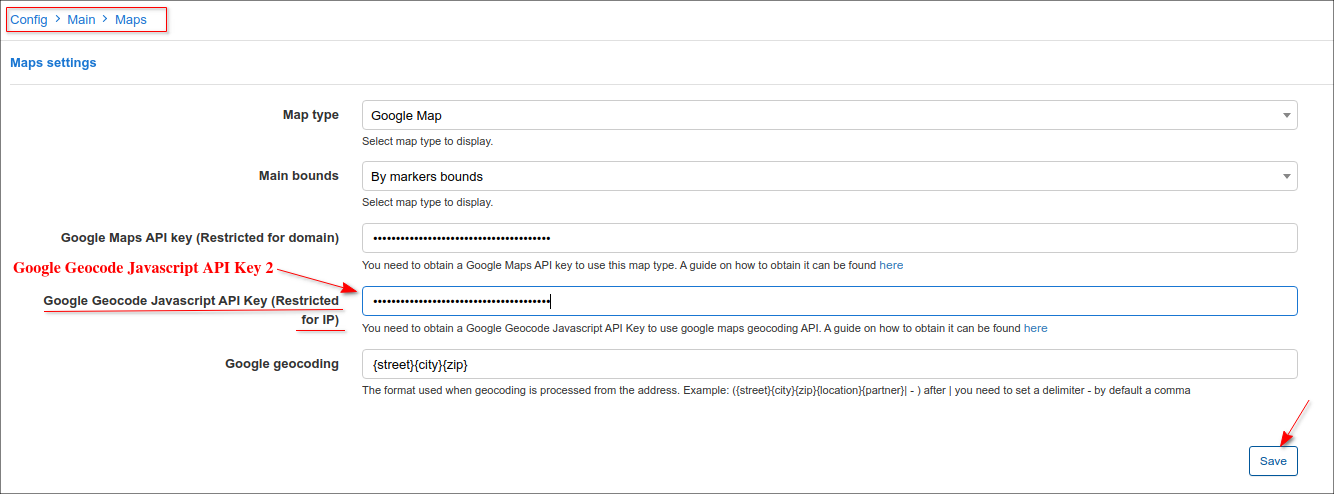 Config > Main > Maps
Maps settings
Map type
Google Map
Select map type to display.
Main bounds
By markers bounds
Select map type to display.
Google Maps API key (Restricted for domain)
•••••••••••••••••••••••••••••••••••••••
You need to obtain a Google Maps API key to use this map type. A guide on how to obtain it can be found here
Google Geocode Javascript API Key 2
Google Geocode Javascript API Key (Restricted
for IP)
•••••••••••••••••••••••••••••••••••••••
You need to obtain a Google Geocode Javascript API Key to use google maps geocoding API. A guide on how to obtain it can be found here
Google geocoding
{street}{city}{zip}
The format used when geocoding is processed from the address. Example: ({street}{city}{zip}{location}{partner}| - ) after | you need to set a delimiter - by default a comma
Save